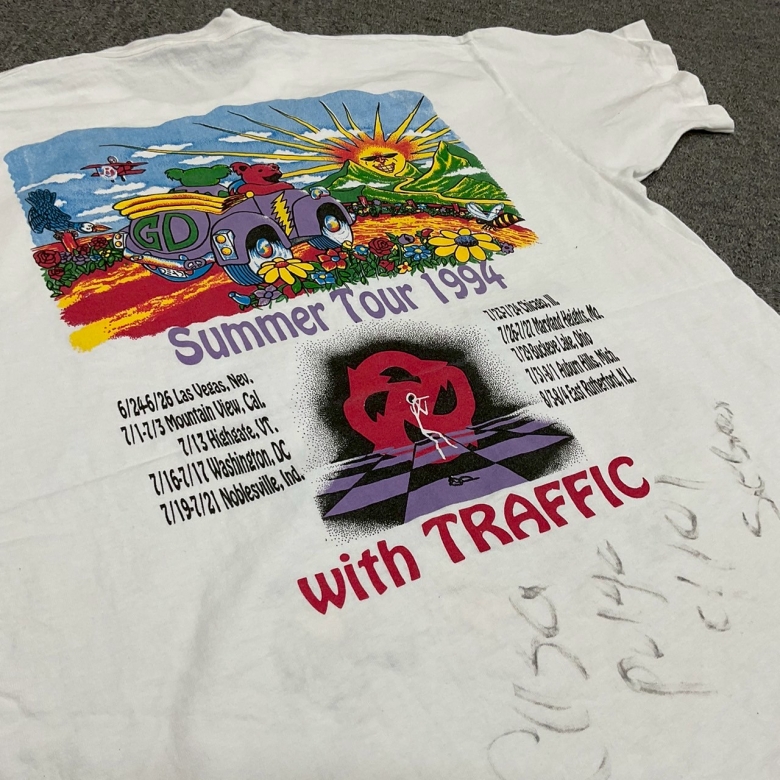 GD
Summer Tour 1994
6/24-6/26 Las Vegas, Nev.
7/1-7/3 Mountain View, Cal.
7/13 Highgate, VT.
7/16-7/17 Washington, DC
7/19-7/21 Noblesville, Ind.
7/23-7/24 Chicago, Il.
7/26-7/27 Maryland Heights, Mo.
7/29 Buckeye Lake, Ohio
7/31-8/1 Auburn Hills, Mich.
8/3-8/4 East Rutherford, N.J.
with TRAFFIC